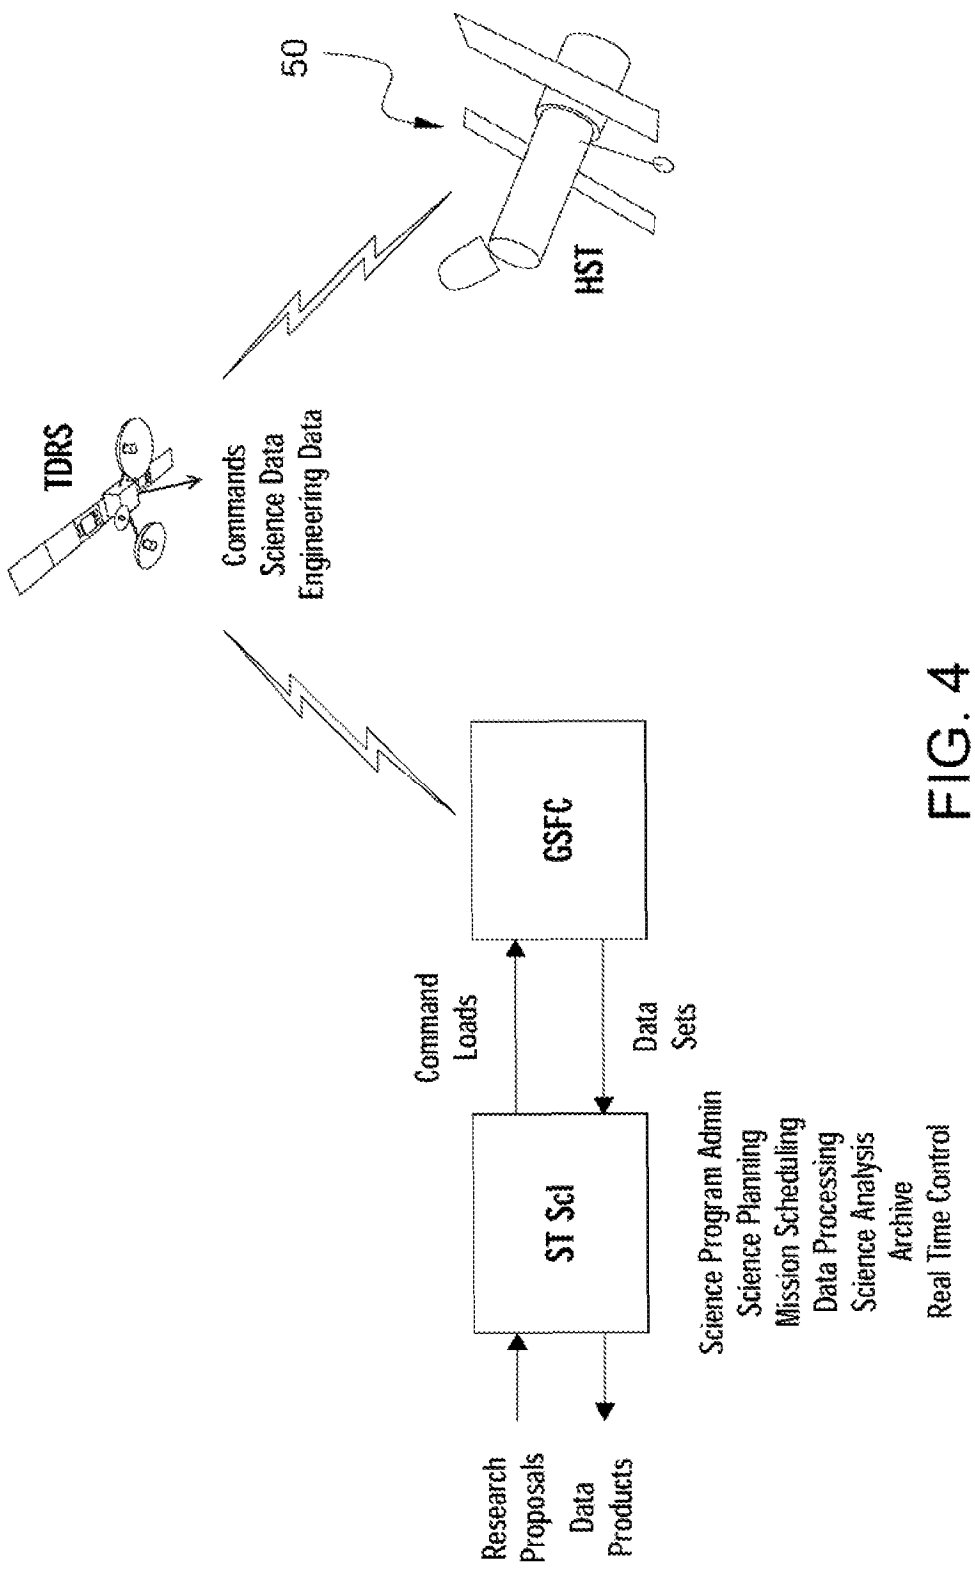 TDRS
50
Commands
Science Data
Engineering Data
HST
Command
Loads
GSFC
ST ScI
Research
Proposals
Data
Products
Data
Sets
Science Program Admin
Science Planning
Mission Scheduling
Data Processing
Science Analysis
Archive
Real Time Control
FIG. 4